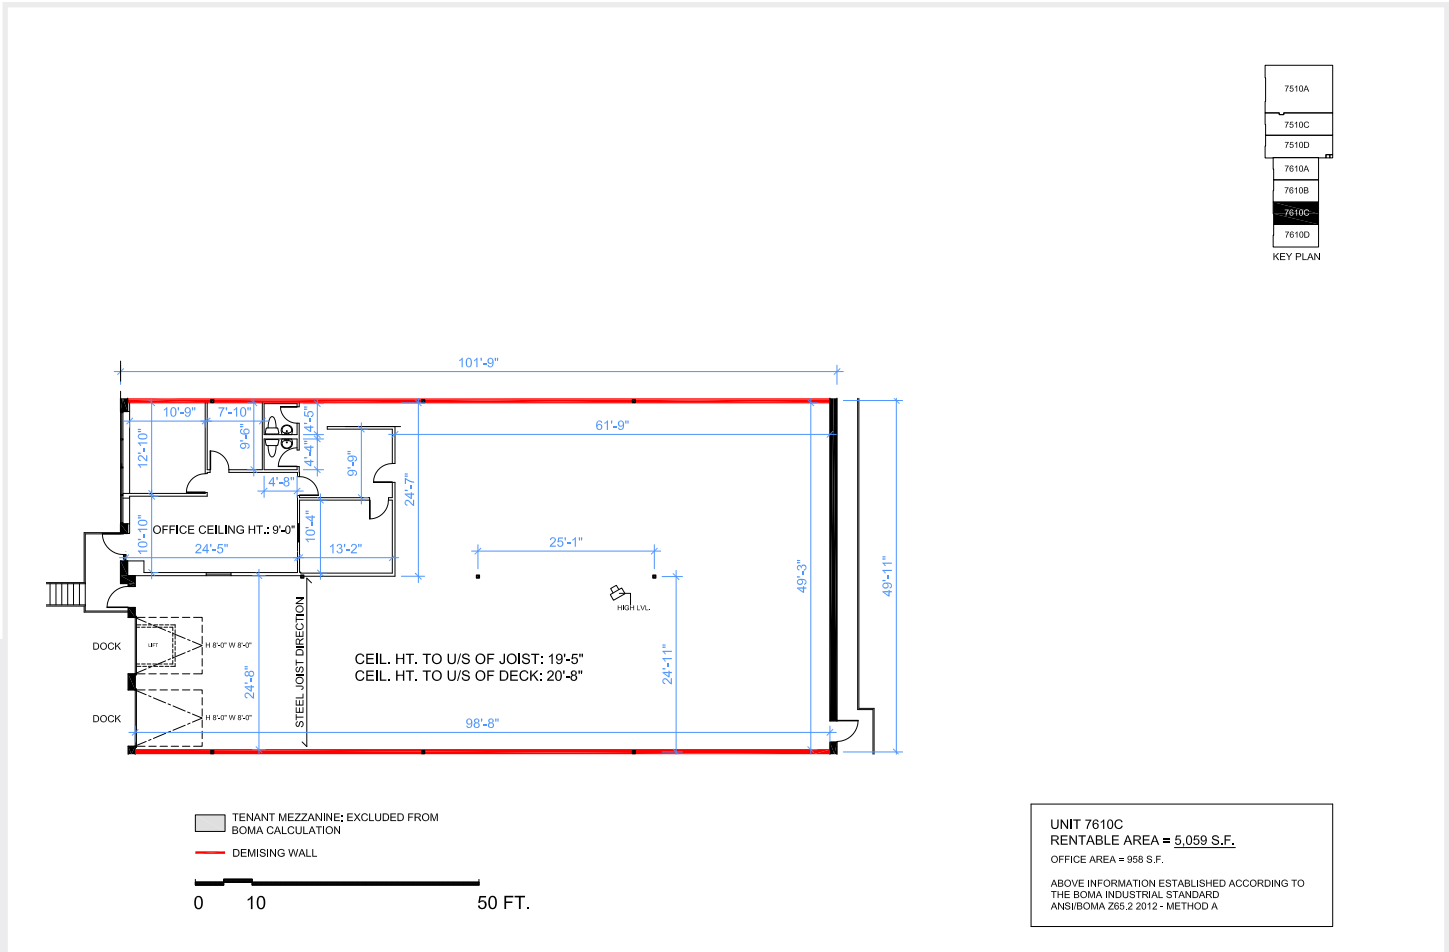 7510A
7510C
7510D
7610A
7610B
7610C
7610D
KEY PLAN
101'-9"
10'-9"
7'-10"
4'-5"
61'-9"
9'-6"
12'-10"
4'-4"
9'-9"
4'-8"
24'-7"
10'-10"
OFFICE CEILING HT.: 9'-0"
10'-4"
24'-5"
13'-2"
25'-1"
49'-3"
49'-11"
HIGH LVL.
STEEL JOIST DIRECTION
DOCK
LIFT
H 8'-0" W 8'-0"
CEIL. HT. TO U/S OF JOIST: 19'-5"
CEIL. HT. TO U/S OF DECK: 20'-8"
24'-8"
24'-11"
DOCK
H 8'-0" W 8'-0"
98'-8"
TENANT MEZZANINE: EXCLUDED FROM
BOMA CALCULATION
DEMISING WALL
0 10 50 FT.
UNIT 7610C
RENTABLE AREA = 5,059 S.F.
OFFICE AREA = 958 S.F.
ABOVE INFORMATION ESTABLISHED ACCORDING TO
THE BOMA INDUSTRIAL STANDARD
ANSI/BOMA Z65.2 2012 - METHOD A